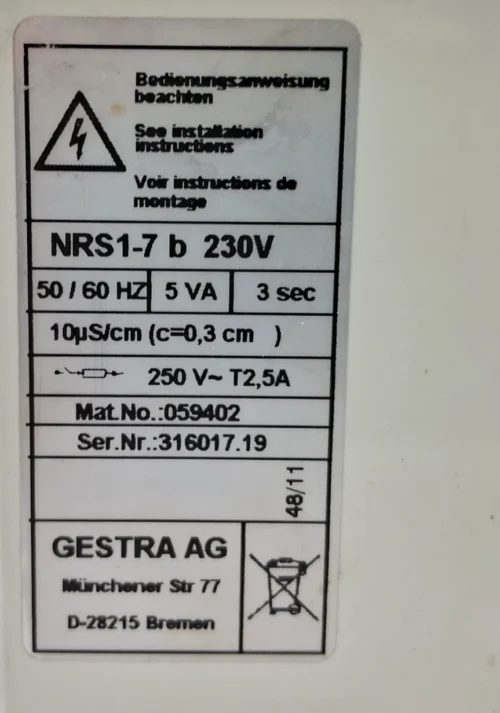 Bedienungsanweisung
beachten
See installation
instructions
Voir instructions de
montage
NRS1-7 b 230V
50 / 60 HZ 5 VA 3 sec
10µS/cm (c=0,3 cm )
250 V~ T2,5A
Mat.No.:059402
Ser.Nr.:316017.19
48/11
GESTRA AG
Münchener Str 77
D-28215 Bremen